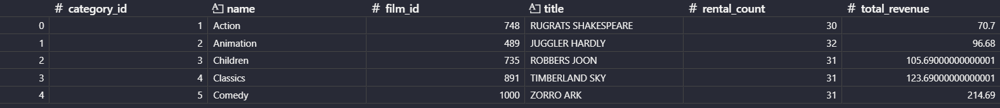 # category_id name # film_id title # rental_count # total_revenue
0 1 Action 748 RUGRATS SHAKESPEARE 30 70.7
1 2 Animation 489 JUGGLER HARDLY 32 96.68
2 3 Children 735 ROBBERS JOON 31 105.69000000000001
3 4 Classics 891 TIMBERLAND SKY 31 123.69000000000001
4 5 Comedy 1000 ZORRO ARK 31 214.69